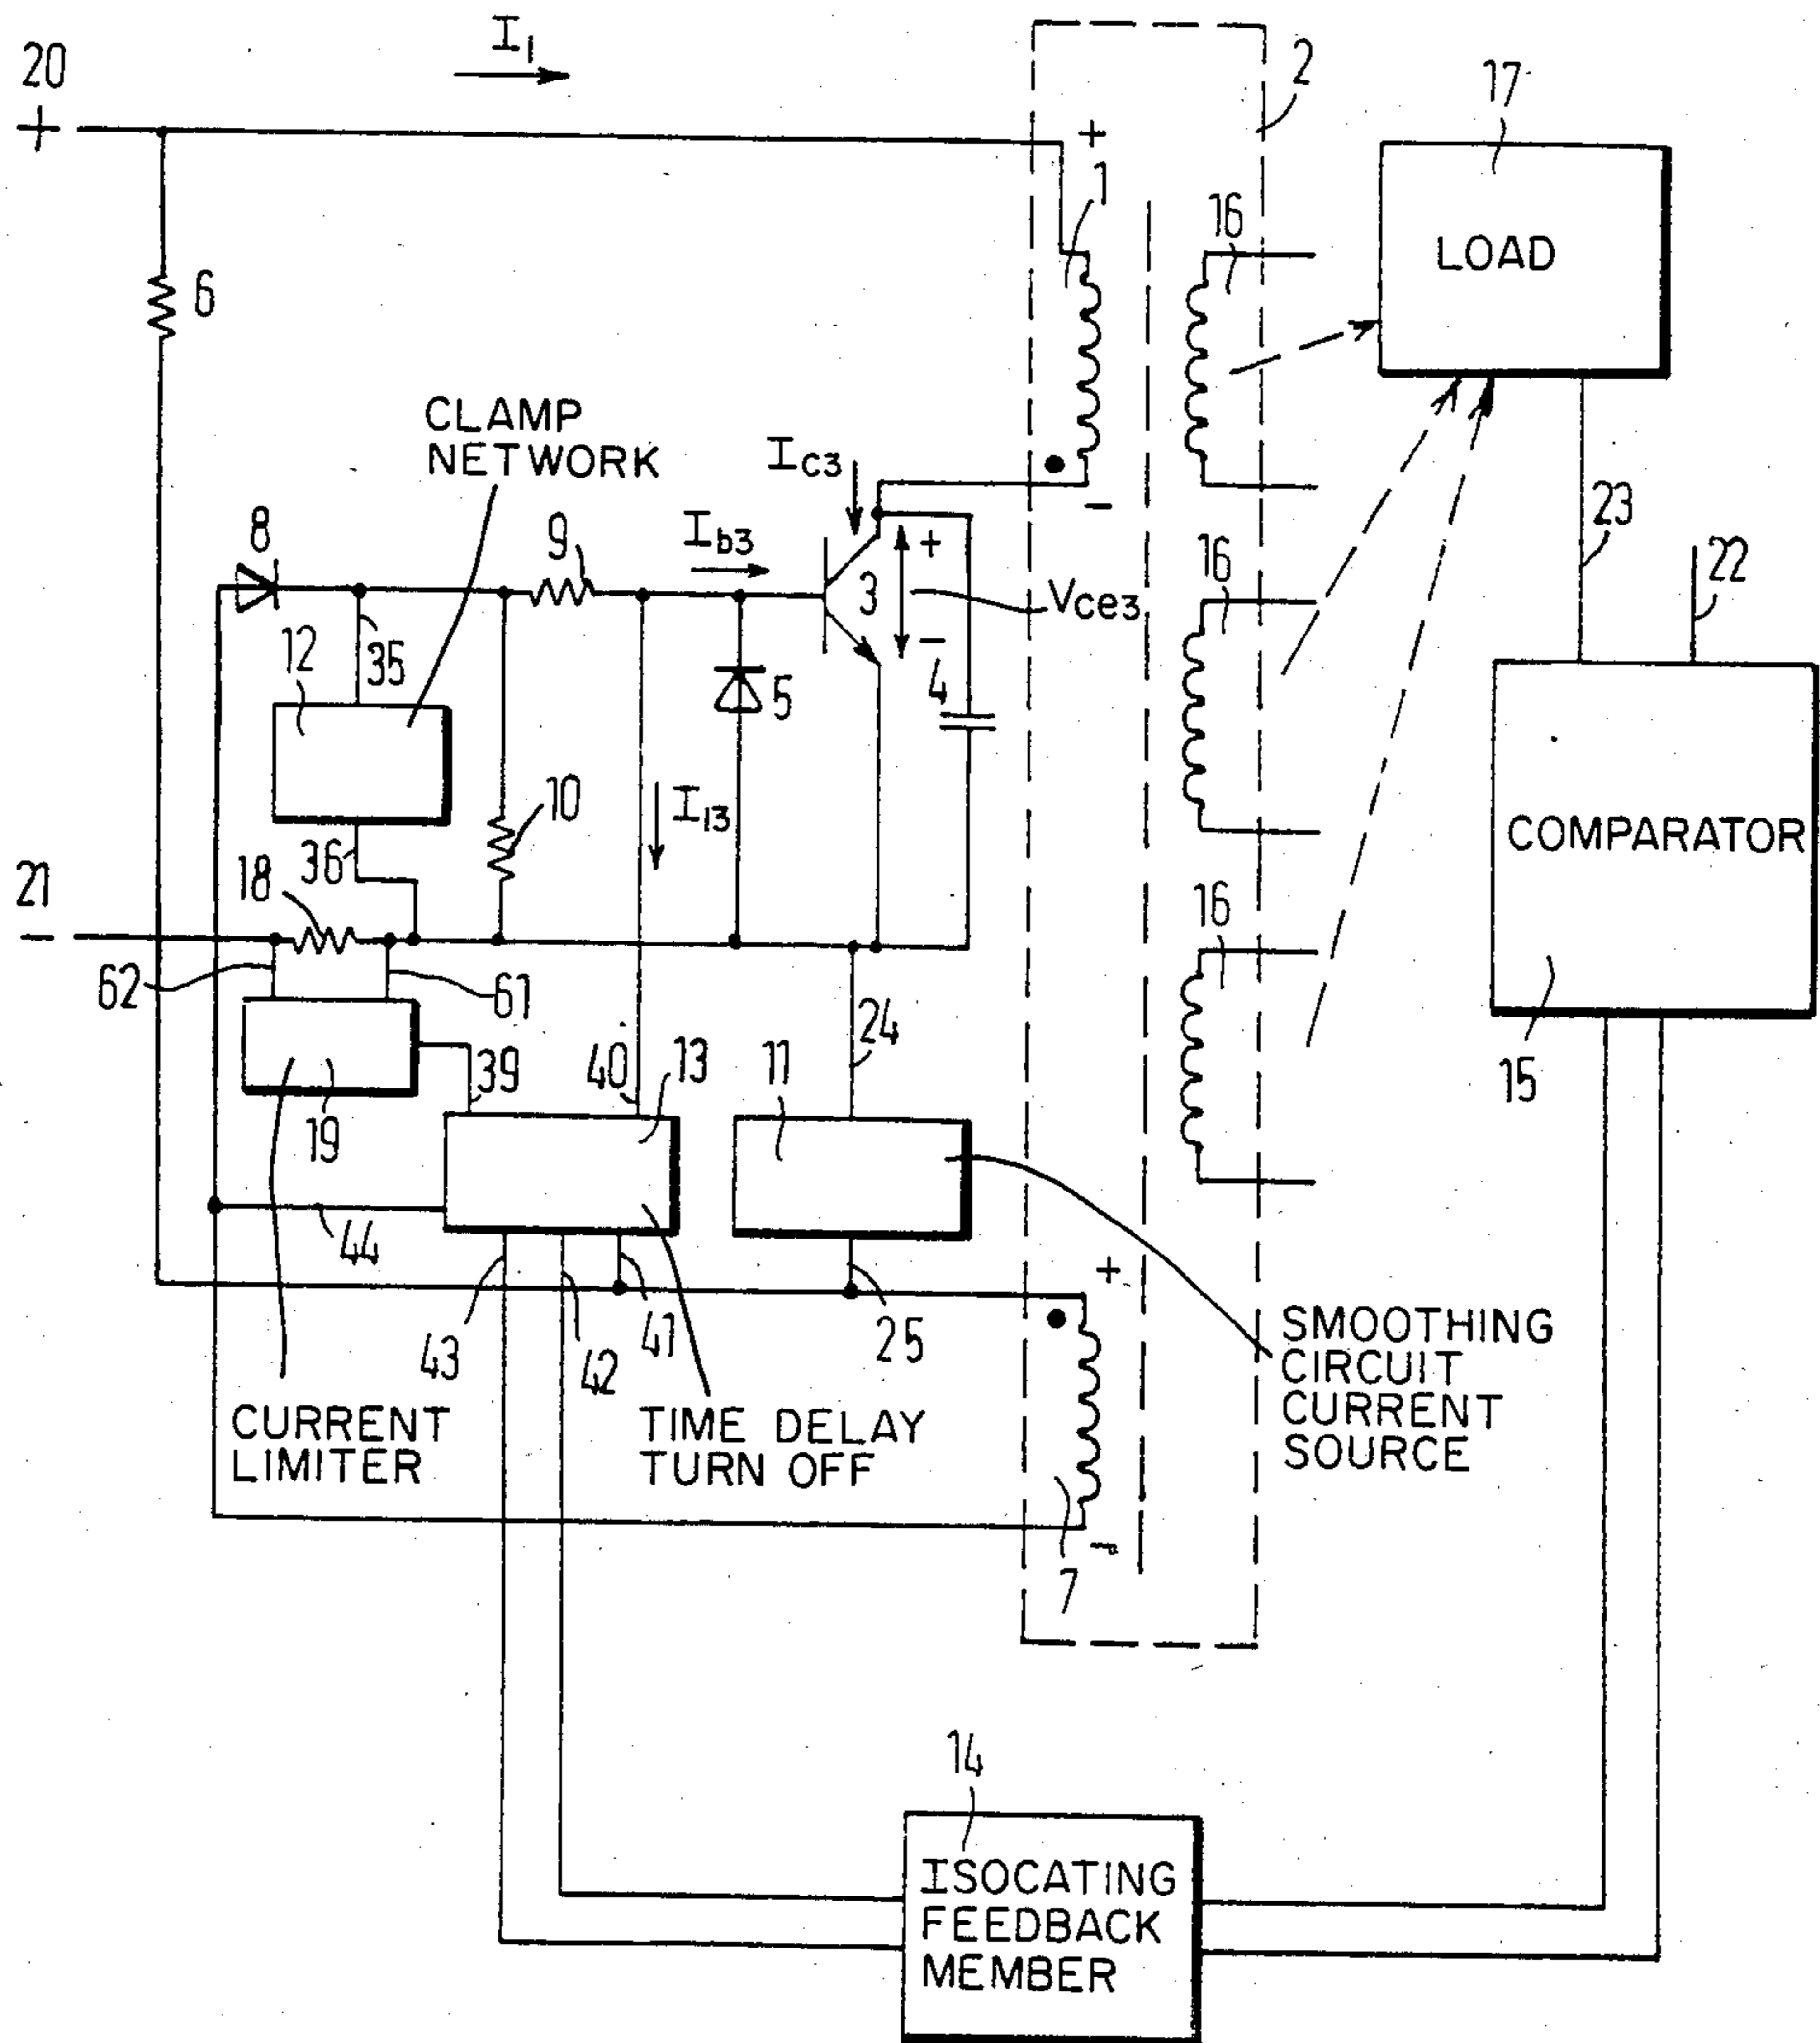 I1
20
+
2
17
+
1
16
LOAD
6
CLAMP
NETWORK
Ic3
-
8
9
Ib3
3
+
-
Vce3
16
23
22
12
35
5
4
10
I13
COMPARATOR
36
21
18
-
16
62
61
24
15
39
40
13
11
19
44
+
43
42
41
25
SMOOTHING
CIRCUIT
CURRENT
SOURCE
CURRENT
LIMITER
TIME DELAY
TURN OFF
-
7
14
ISOCATING
FEEDBACK
MEMBER